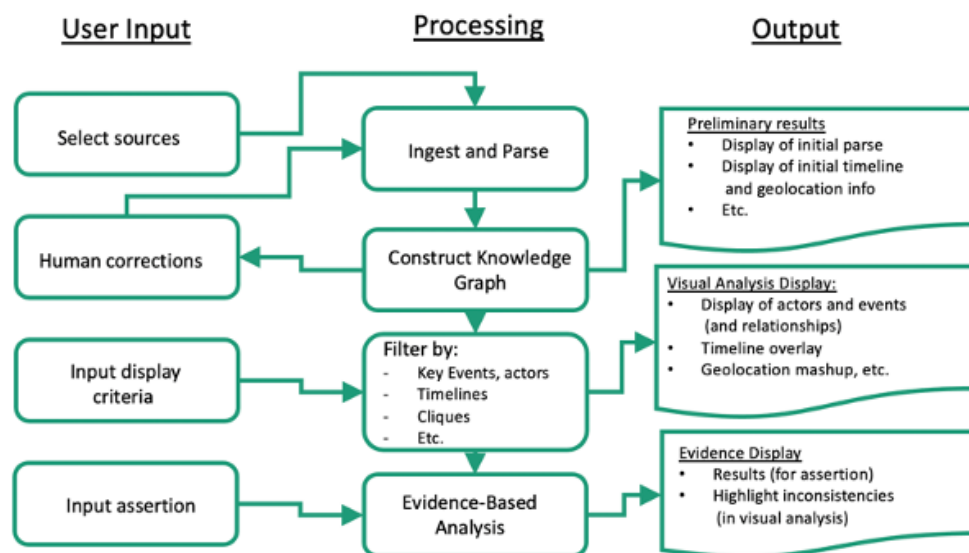 User Input
Processing
Output
Select sources
Ingest and Parse
Preliminary results
• Display of initial parse
• Display of initial timeline
and geolocation info
• Etc.
Human corrections
Construct Knowledge
Graph
Visual Analysis Display:
• Display of actors and events
(and relationships)
• Timeline overlay
• Geolocation mashup, etc.
Input display
criteria
Filter by:
- Key Events, actors
- Timelines
- Cliques
- Etc.
Evidence Display
• Results (for assertion)
• Highlight inconsistencies
(in visual analysis)
Input assertion
Evidence-Based
Analysis